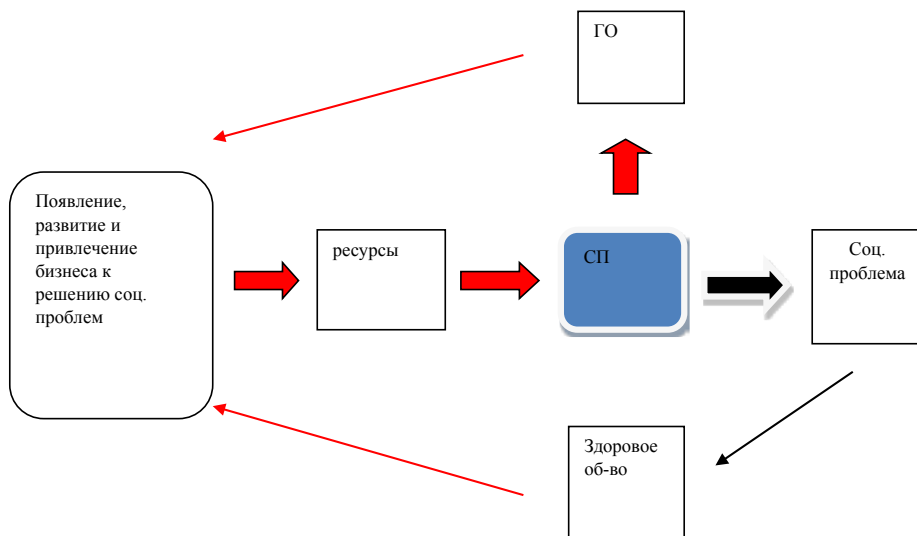 ГО
Появление,
развитие и
привлечение
бизнеса к
решению соц.
проблем
ресурсы
СП
Соц.
проблема
Здоровое
об-во